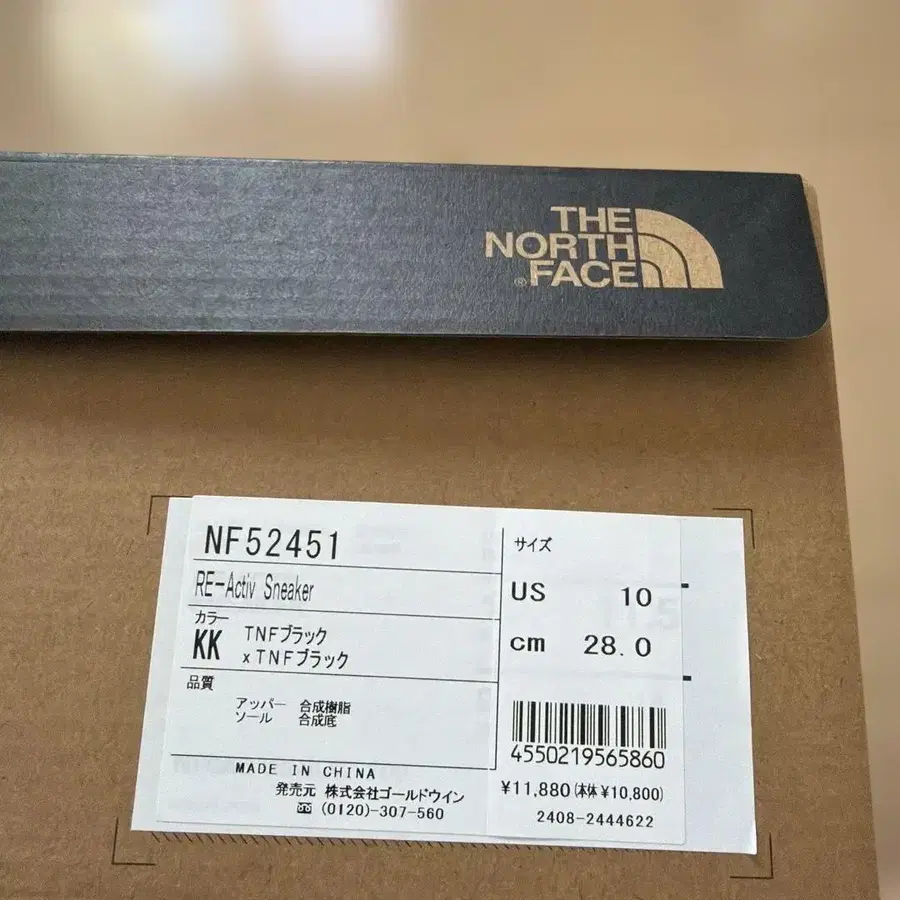 THE
NORTH
FACE
®
NF52451
RE-Activ Sneaker
カラー
KK TNFブラック
xTNFブラック
品質
アッパー 合成樹脂
ソール 合成底
MADE IN CHINA
発売元 株式会社ゴールドウイン
(0120)-307-560
サイズ
US 10
cm 28.0
4550219565860
¥11,880(本体¥10,800)
2408-2444622